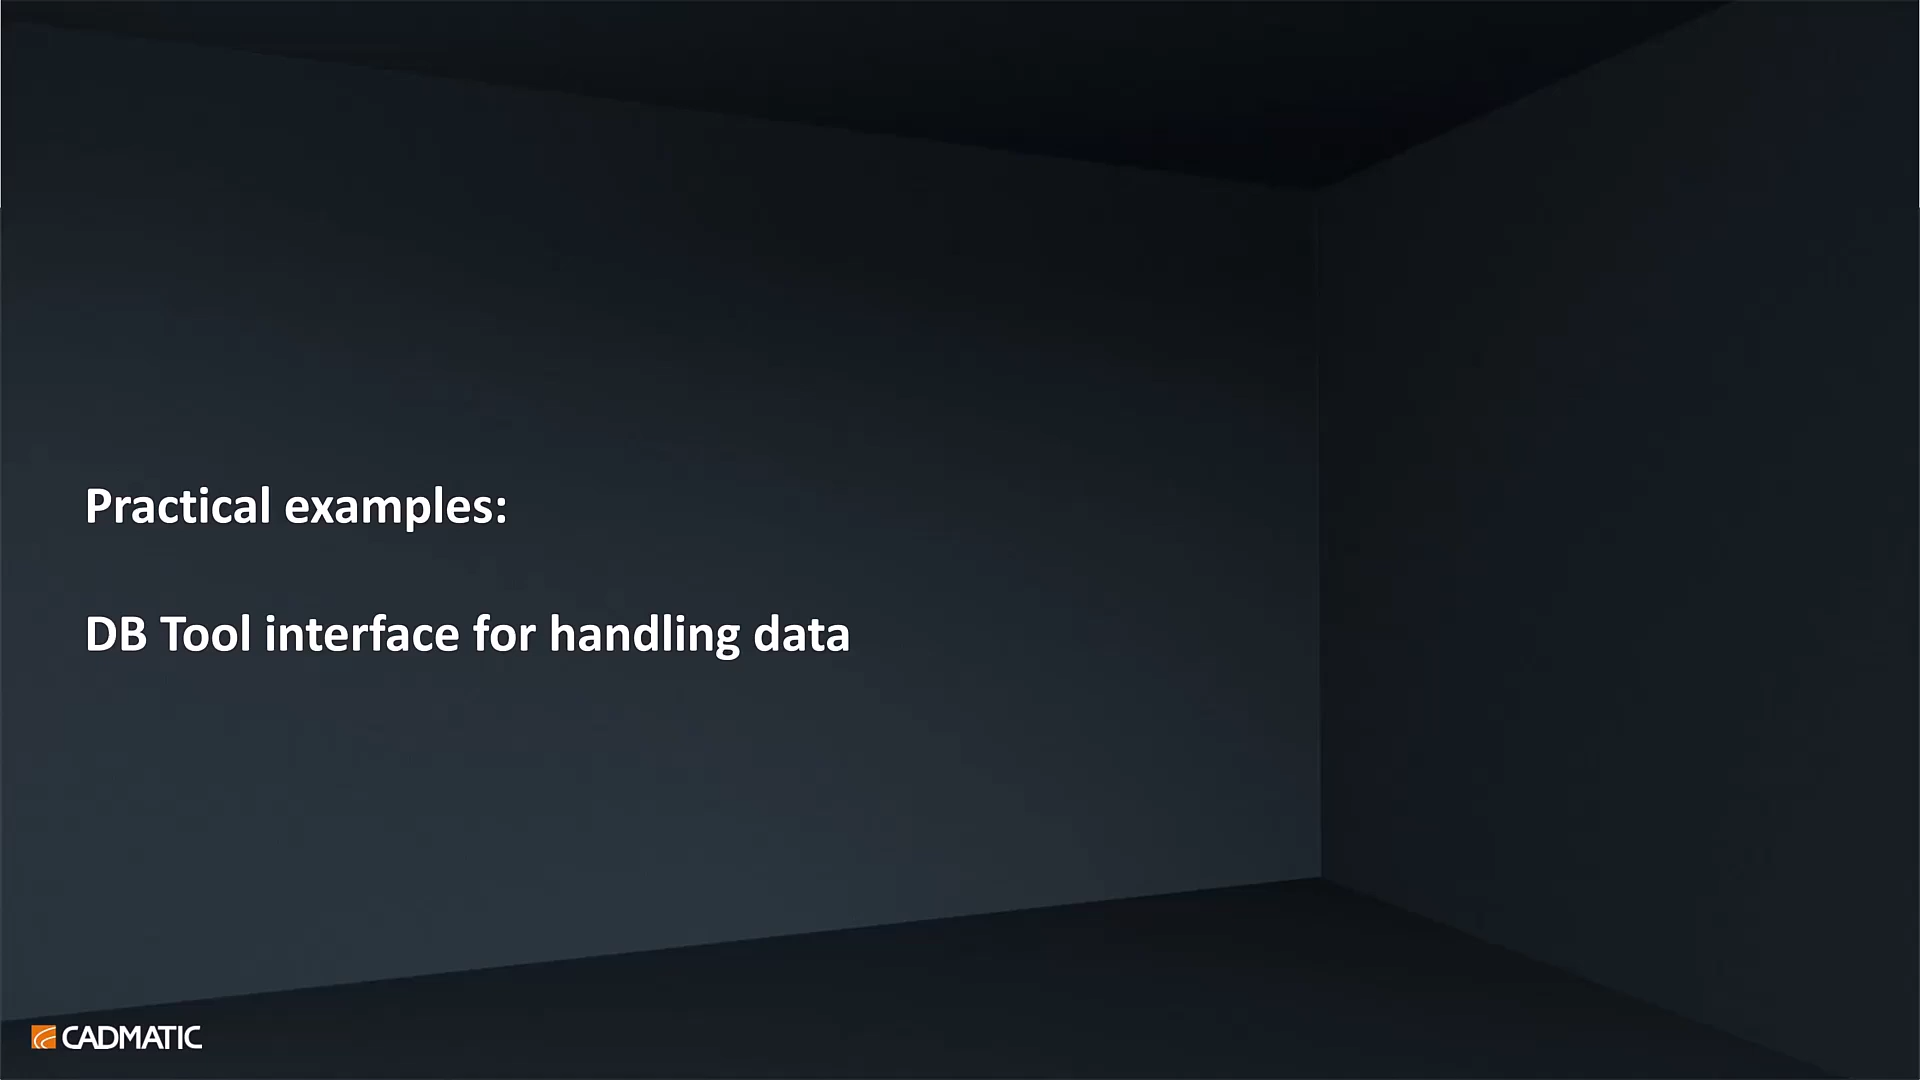 Practical examples:
DB Tool interface for handling data
CADMATIC